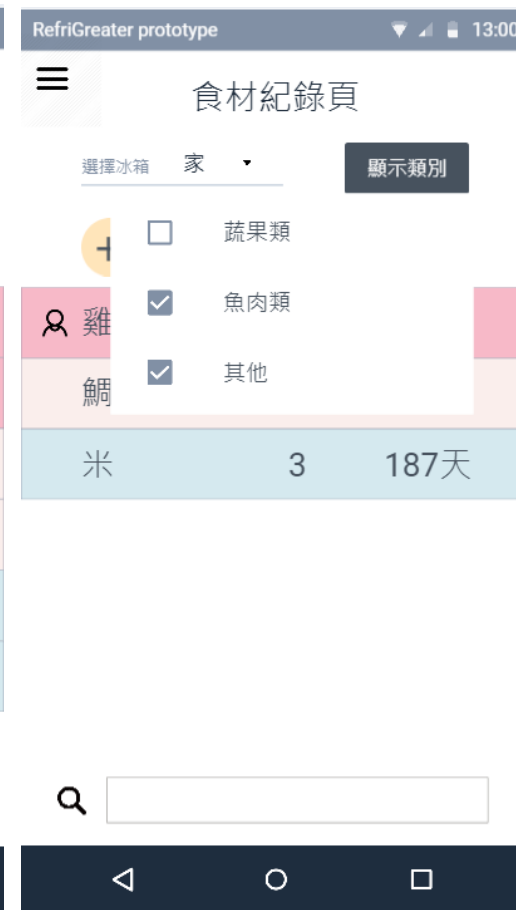 RefriGreater prototype 13:00
食材紀錄頁
選擇冰箱 家 顯示類別
蔬果類
魚肉類
雞
其他
鯛
米 3 187天